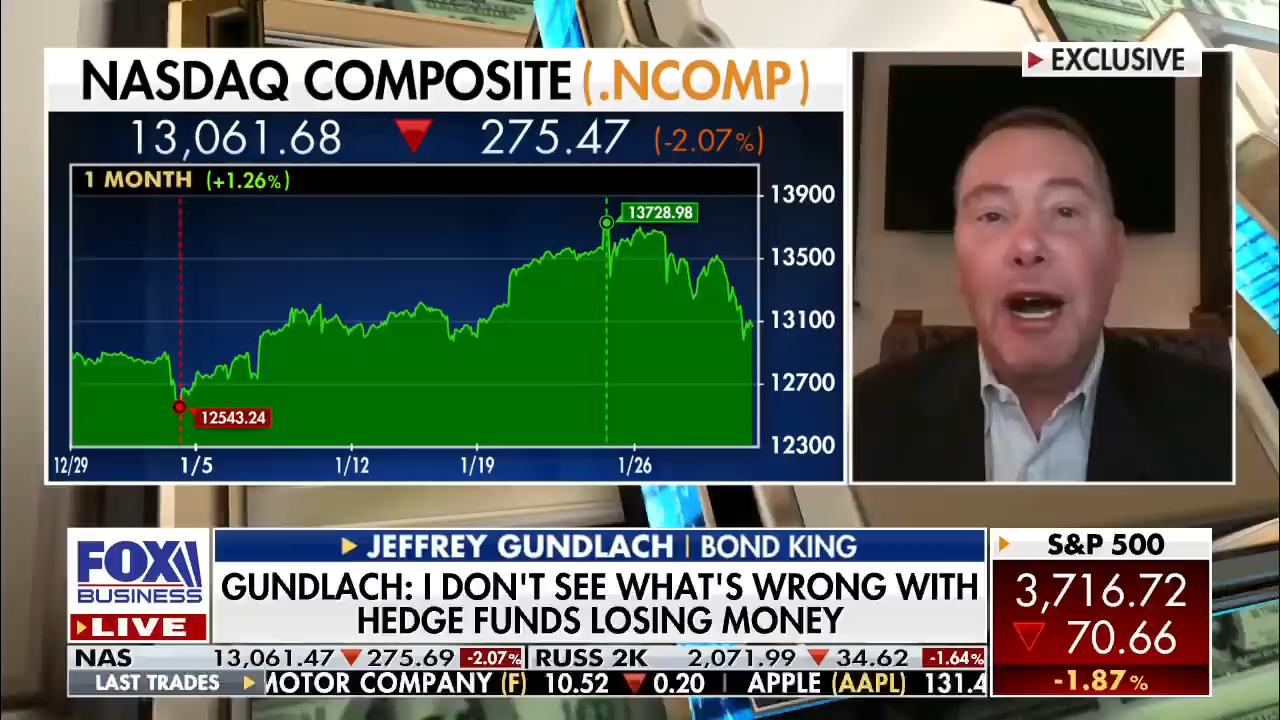 NASDAQ COMPOSITE (.NCOMP)
13,061.68 ▼ 275.47 (-2.07%)
1 MONTH (+1.26%)
13900
13728.98
13500
13100
12700
12543.24
12300
12/29 1/5 1/12 1/19 1/26
EXCLUSIVE
FOX
BUSINESS
LIVE
JEFFREY GUNDLACH | BOND KING
GUNDLACH: I DON'T SEE WHAT'S WRONG WITH
HEDGE FUNDS LOSING MONEY
S&P 500
3,716.72
▼ 70.66
-1.87%
NAS 13,061.47 ▼ 275.69 -2.07% RUSS 2K 2,071.99 ▼ 34.62 -1.64%
LAST TRADES MOTOR COMPANY (F) 10.52 ▼ 0.20 | APPLE (AAPL) 131.4